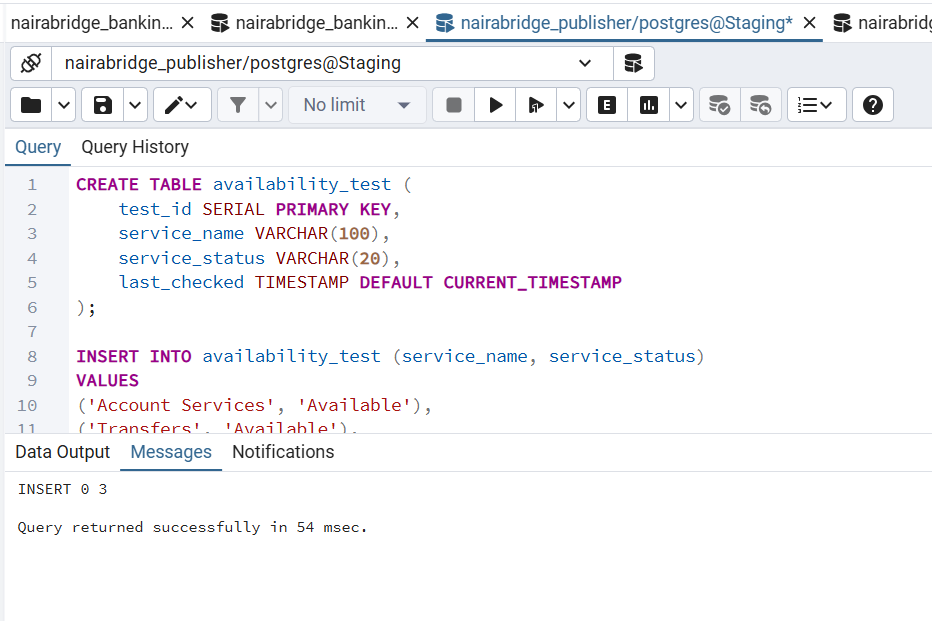 nairabridge_bankin...
nairabridge_bankin...
nairabridge_publisher/postgres@Staging*
nairabridg
nairabridge_publisher/postgres@Staging
No limit
E
Query
Query History
1 CREATE TABLE availability_test (
2 test_id SERIAL PRIMARY KEY,
3 service_name VARCHAR(100),
4 service_status VARCHAR(20),
5 last_checked TIMESTAMP DEFAULT CURRENT_TIMESTAMP
6 );
7
8 INSERT INTO availability_test (service_name, service_status)
9 VALUES
10 ('Account Services', 'Available'),
11 ('Transfers', 'Available'),
Data Output
Messages
Notifications
INSERT 0 3
Query returned successfully in 54 msec.